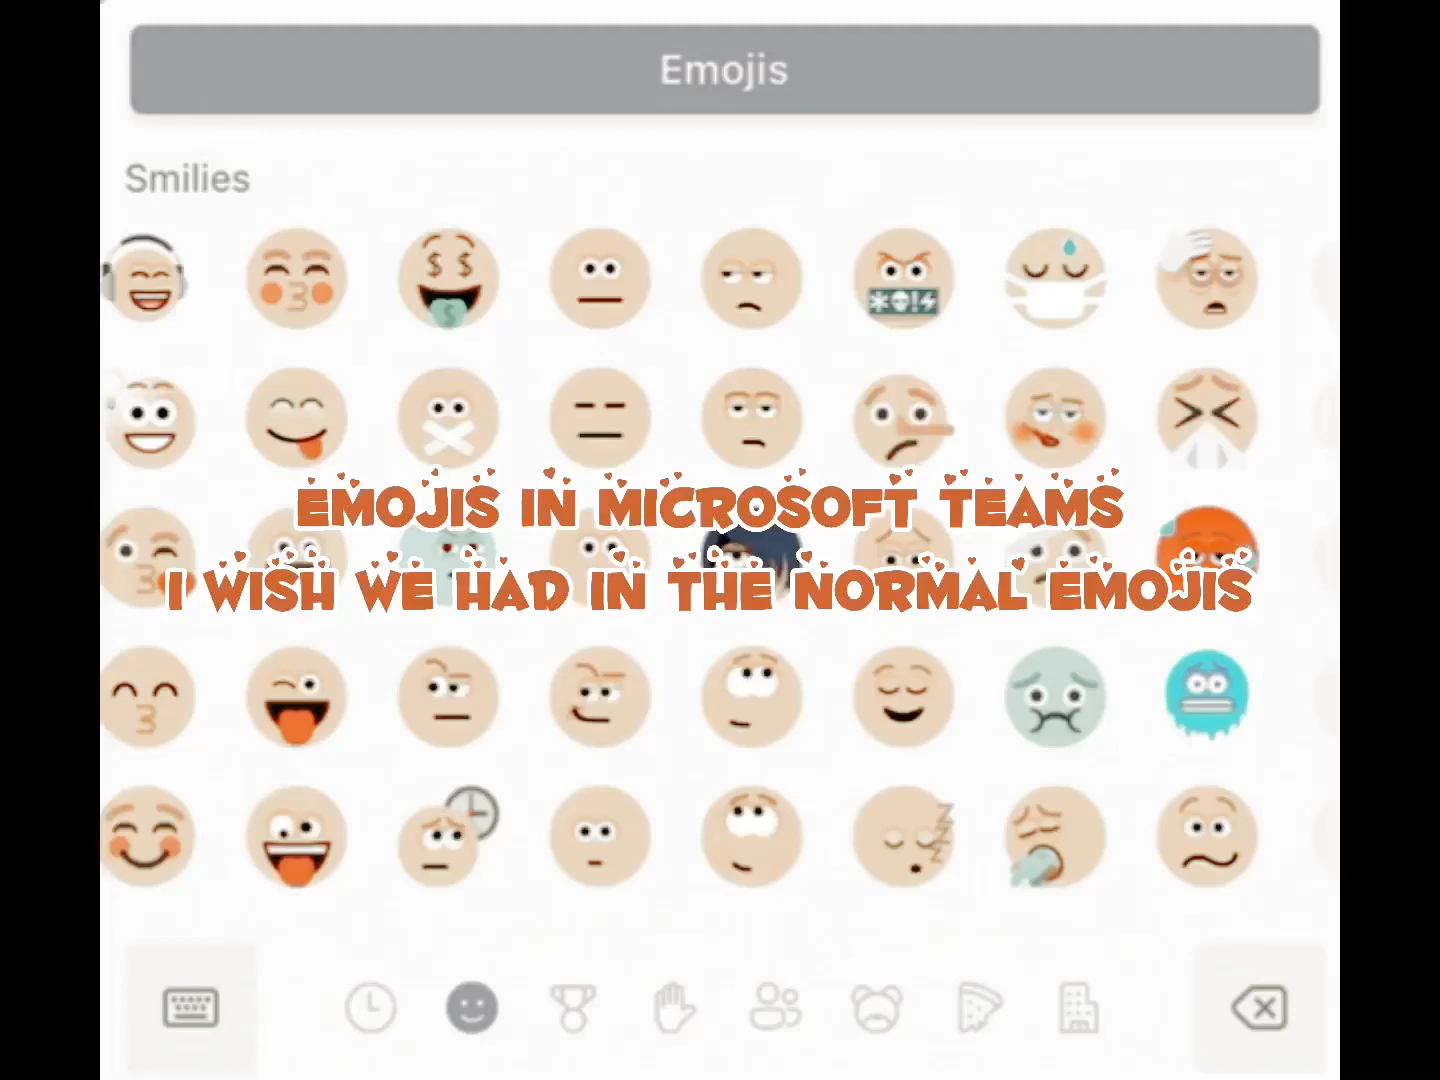 Emojis
Smilies
EMOJIS IN MICROSOFT TEAMS
I WISH WE HAD IN THE NORMAL EMOJIS